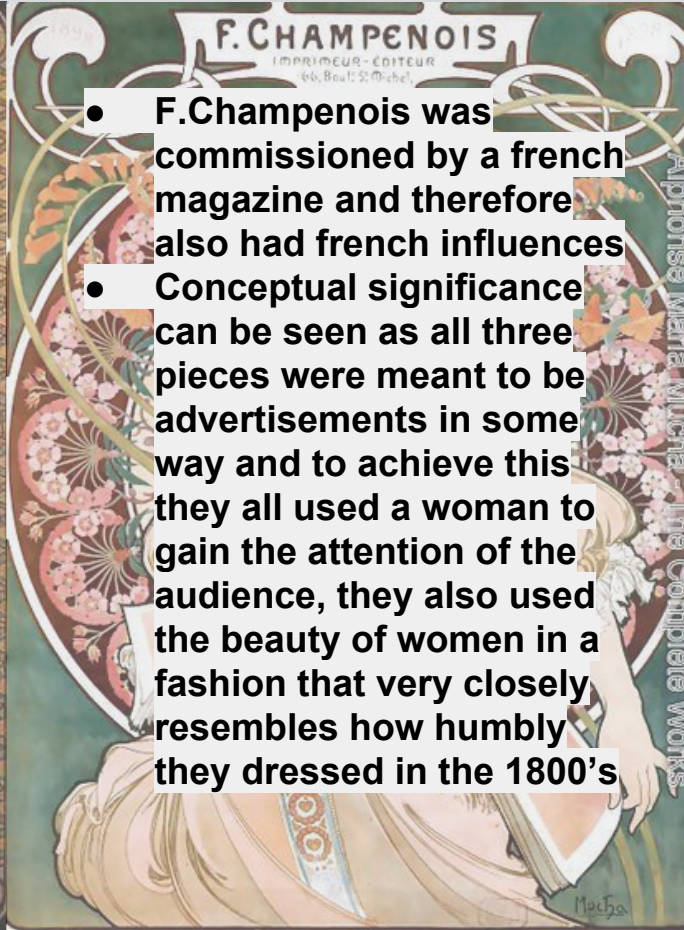 1898 1898
F. CHAMPENOIS
IMPRIMEUR-ÉDITEUR
66, Boul. St Michel,
● F.Champenois was
commissioned by a french
magazine and therefore
also had french influences
● Conceptual significance
can be seen as all three
pieces were meant to be
advertisements in some
way and to achieve this
they all used a woman to
gain the attention of the
audience, they also used
the beauty of women in a
fashion that very closely
resembles how humbly
they dressed in the 1800’s
Alphonse Maria Mucha - The Complete Works
Mucha